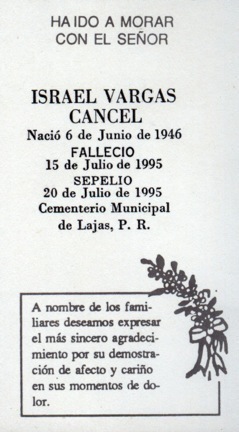 HA IDO A MORAR
CON EL SEÑOR
ISRAEL VARGAS
CANCEL
Nació 6 de Junio de 1946
FALLECIO
15 de Julio de 1995
SEPELIO
20 de Julio de 1995
Cementerio Municipal
de Lajas, P. R.
A nombre de los fami-
liares deseamos expresar
el más sincero agradeci-
miento por su demostra-
ción de afecto y cariño
en sus momentos de do-
lor.